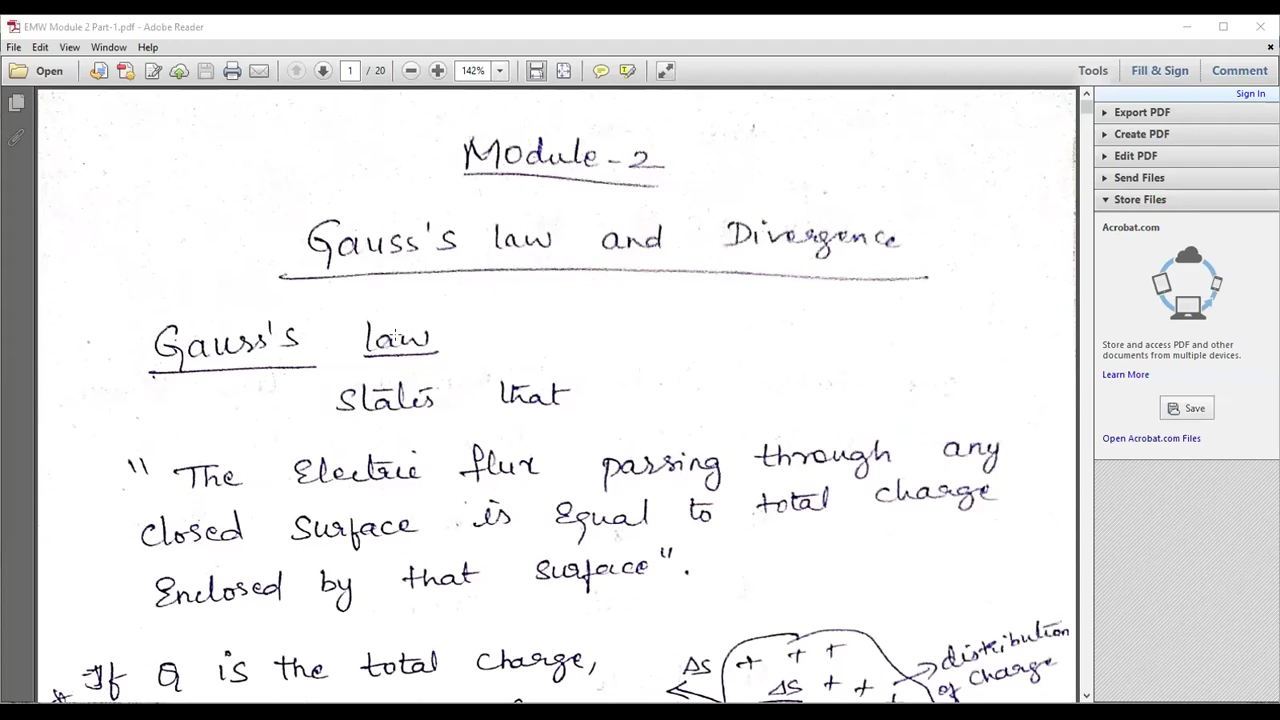 EMW Module 2 Part-1.pdf - Adobe Reader
File Edit View Window Help
Open 1 / 20 142% Tools Fill & Sign Comment
Sign In
Export PDF
Create PDF
Edit PDF
Send Files
Store Files
Acrobat.com
Store and access PDF and other
documents from multiple devices.
Learn More
Save
Open Acrobat.com Files
Module-2
Gauss's law and Divergence
Gauss's law
States that
"The Electric flux passing through any
closed surface is Equal to total charge
Enclosed by that surface".
If Q is the total charge,
ΔS + + +
ΔS + +
distribution
of charge